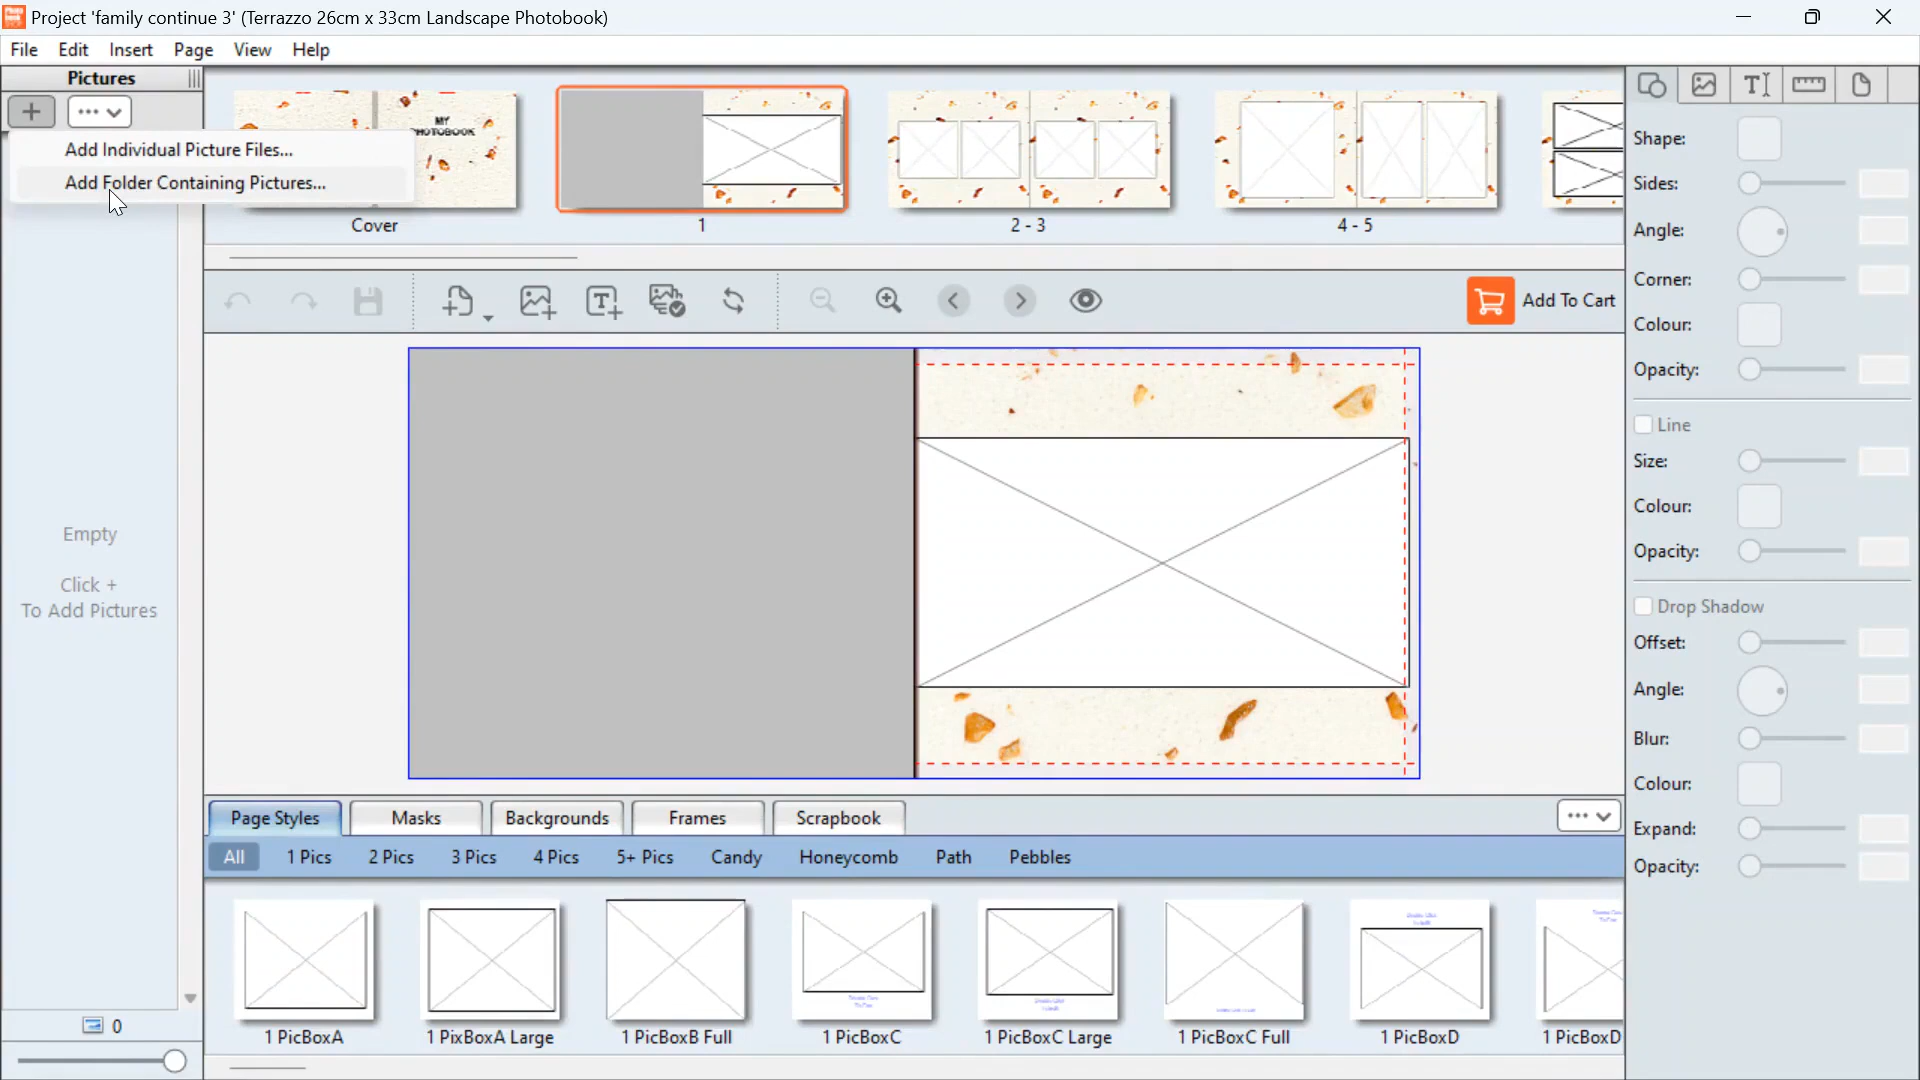 Project 'family continue 3' (Terrazzo 26cm x 33cm Landscape Photobook)
File Edit Insert Page View Help
Pictures
Add Individual Picture Files...
Add Folder Containing Pictures...
MY
PHOTOBOOK
Cover
1
2 - 3
4 - 5
Add To Cart
Empty
Click +
To Add Pictures
0
Page Styles Masks Backgrounds Frames Scrapbook
All 1 Pics 2 Pics 3 Pics 4 Pics 5+ Pics Candy Honeycomb Path Pebbles
1 PicBoxA
1 PixBoxA Large
1 PicBoxB Full
1 PicBoxC
1 PicBoxC Large
1 PicBoxC Full
1 PicBoxD
1 PicBoxD
Shape:
Sides:
Angle:
Corner:
Colour:
Opacity:
Line
Size:
Colour:
Opacity:
Drop Shadow
Offset:
Angle:
Blur:
Colour:
Expand:
Opacity: